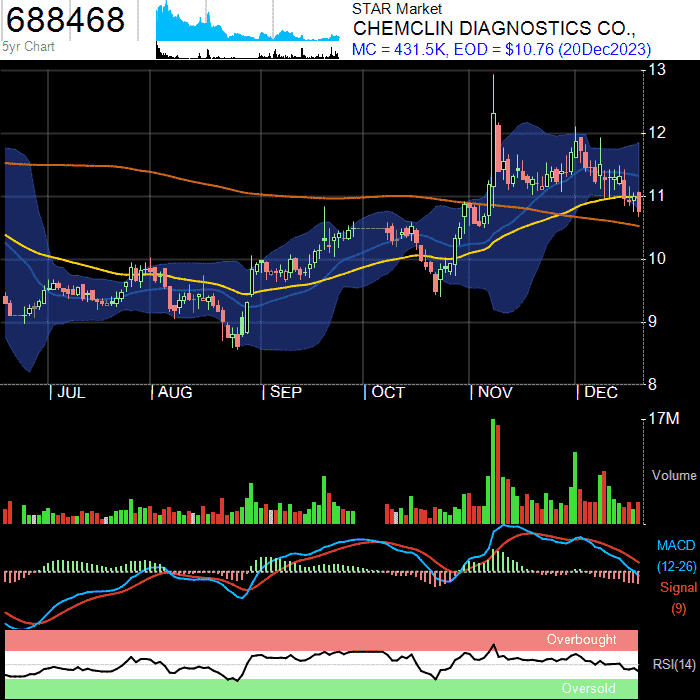 688468
5yr Chart
STAR Market
CHEMCLIN DIAGNOSTICS CO.,
MC = 431.5K, EOD = $10.76 (20Dec2023)
13
12
11
10
9
8
| JUL | AUG | SEP | OCT | NOV | DEC
17M
Volume
MACD
(12-26)
Signal
(9)
Overbought
RSI(14)
Oversold